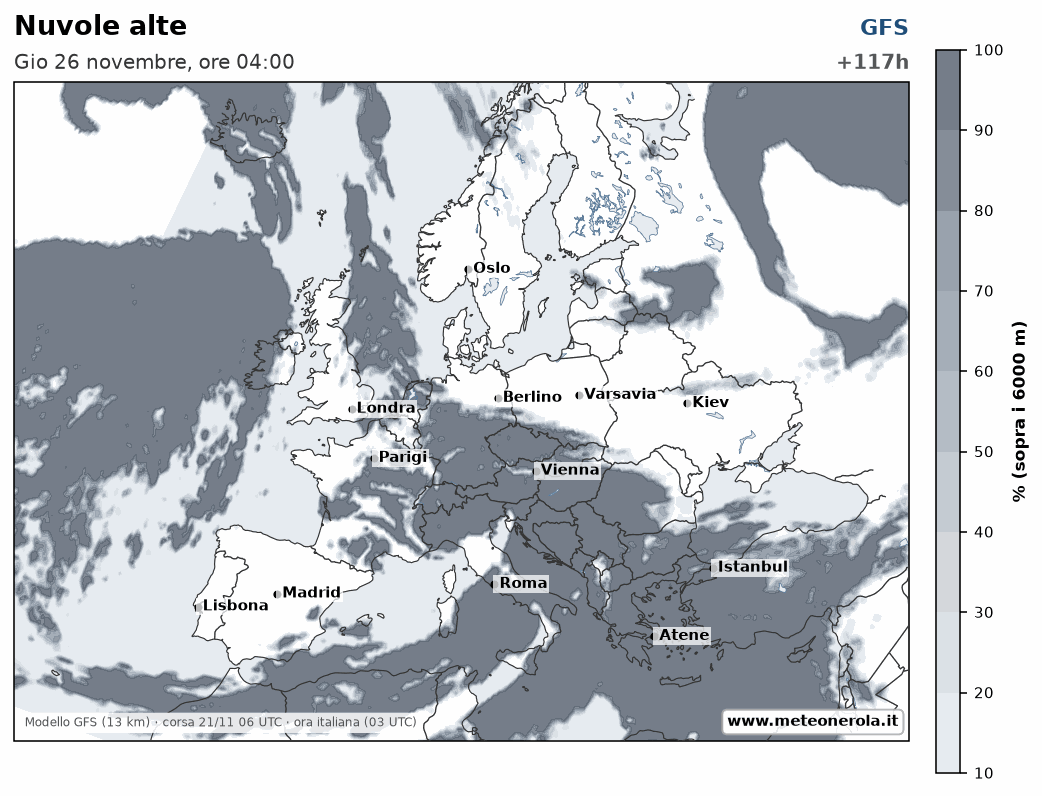 Nuvole alte
GFS
Gio 26 novembre, ore 04:00
+117h
Oslo
Londra
Berlino
Varsavia
Kiev
Parigi
Vienna
Istanbul
Roma
Madrid
Lisbona
Atene
Modello GFS (13 km) · corsa 21/11 06 UTC · ora italiana (03 UTC)
www.meteonerola.it
100
90
80
70
60
50
40
30
20
10
% (sopra i 6000 m)